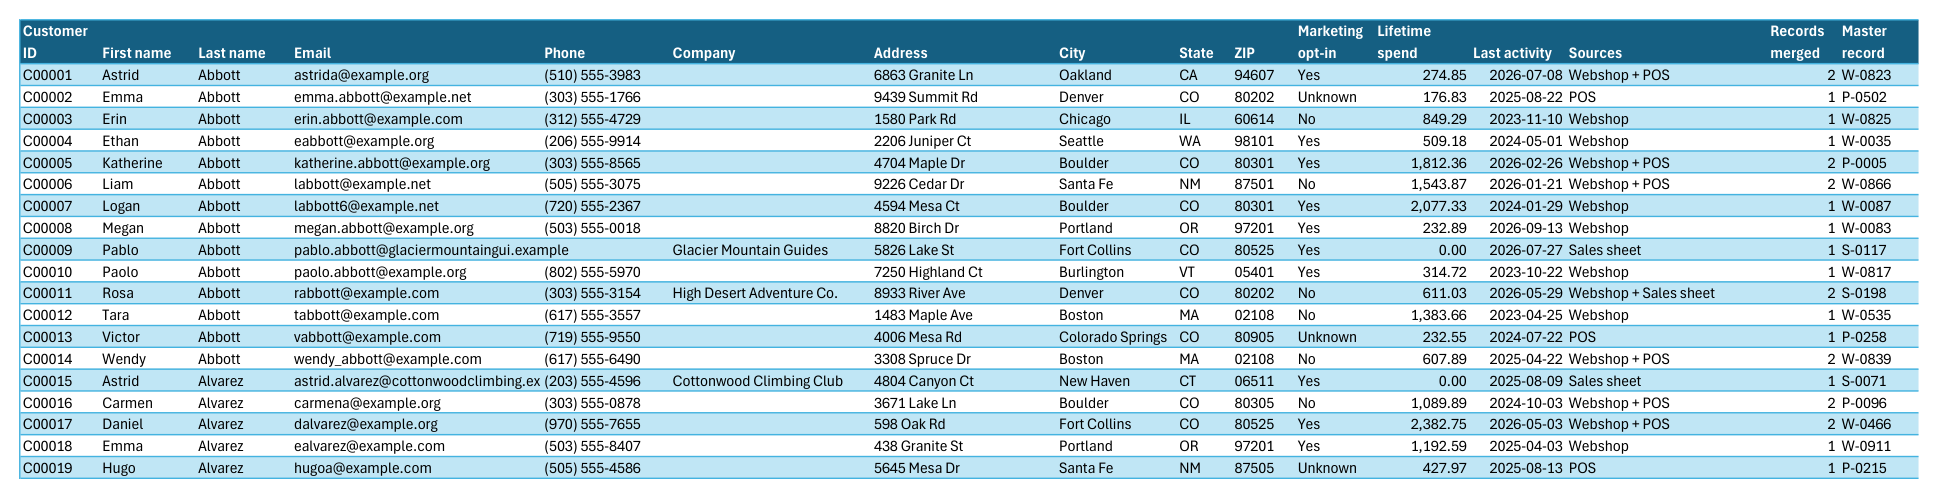 Customer ID First name Last name Email Phone Company Address City State ZIP Marketing opt-in Lifetime spend Last activity Sources Records merged Master record
C00001 Astrid Abbott astrida@example.org (510) 555-3983 6863 Granite Ln Oakland CA 94607 Yes 274.85 2026-07-08 Webshop + POS 2 W-0823
C00002 Emma Abbott emma.abbott@example.net (303) 555-1766 9439 Summit Rd Denver CO 80202 Unknown 176.83 2025-08-22 POS 1 P-0502
C00003 Erin Abbott erin.abbott@example.com (312) 555-4729 1580 Park Rd Chicago IL 60614 No 849.29 2023-11-10 Webshop 1 W-0825
C00004 Ethan Abbott eabbott@example.org (206) 555-9914 2206 Juniper Ct Seattle WA 98101 Yes 509.18 2024-05-01 Webshop 1 W-0035
C00005 Katherine Abbott katherine.abbott@example.org (303) 555-8565 4704 Maple Dr Boulder CO 80301 Yes 1,812.36 2026-02-26 Webshop + POS 2 P-0005
C00006 Liam Abbott labbott@example.net (505) 555-3075 9226 Cedar Dr Santa Fe NM 87501 No 1,543.87 2026-01-21 Webshop + POS 2 W-0866
C00007 Logan Abbott labbott6@example.net (720) 555-2367 4594 Mesa Ct Boulder CO 80301 Yes 2,077.33 2024-01-29 Webshop 1 W-0087
C00008 Megan Abbott megan.abbott@example.org (503) 555-0018 8820 Birch Dr Portland OR 97201 Yes 232.89 2026-09-13 Webshop 1 W-0083
C00009 Pablo Abbott pablo.abbott@glaciermountaingui.example Glacier Mountain Guides 5826 Lake St Fort Collins CO 80525 Yes 0.00 2026-07-27 Sales sheet 1 S-0117
C00010 Paolo Abbott paolo.abbott@example.org (802) 555-5970 7250 Highland Ct Burlington VT 05401 Yes 314.72 2023-10-22 Webshop 1 W-0817
C00011 Rosa Abbott rabbott@example.com (303) 555-3154 High Desert Adventure Co. 8933 River Ave Denver CO 80202 No 611.03 2026-05-29 Webshop + Sales sheet 2 S-0198
C00012 Tara Abbott tabbott@example.com (617) 555-3557 1483 Maple Ave Boston MA 02108 No 1,383.66 2023-04-25 Webshop 1 W-0535
C00013 Victor Abbott vabbott@example.com (719) 555-9550 4006 Mesa Rd Colorado Springs CO 80905 Unknown 232.55 2024-07-22 POS 1 P-0258
C00014 Wendy Abbott wendy_abbott@example.com (617) 555-6490 3308 Spruce Dr Boston MA 02108 No 607.89 2025-04-22 Webshop + POS 2 W-0839
C00015 Astrid Alvarez astrid.alvarez@cottonwoodclimbing.ex (203) 555-4596 Cottonwood Climbing Club 4804 Canyon Ct New Haven CT 06511 Yes 0.00 2025-08-09 Sales sheet 1 S-0071
C00016 Carmen Alvarez carmena@example.org (303) 555-0878 3671 Lake Ln Boulder CO 80305 No 1,089.89 2024-10-03 Webshop + POS 2 P-0096
C00017 Daniel Alvarez dalvarez@example.org (970) 555-7655 598 Oak Rd Fort Collins CO 80525 Yes 2,382.75 2026-05-03 Webshop + POS 2 W-0466
C00018 Emma Alvarez ealvarez@example.com (503) 555-8407 438 Granite St Portland OR 97201 Yes 1,192.59 2025-04-03 Webshop 1 W-0911
C00019 Hugo Alvarez hugoa@example.com (505) 555-4586 5645 Mesa Dr Santa Fe NM 87505 Unknown 427.97 2025-08-13 POS 1 P-0215